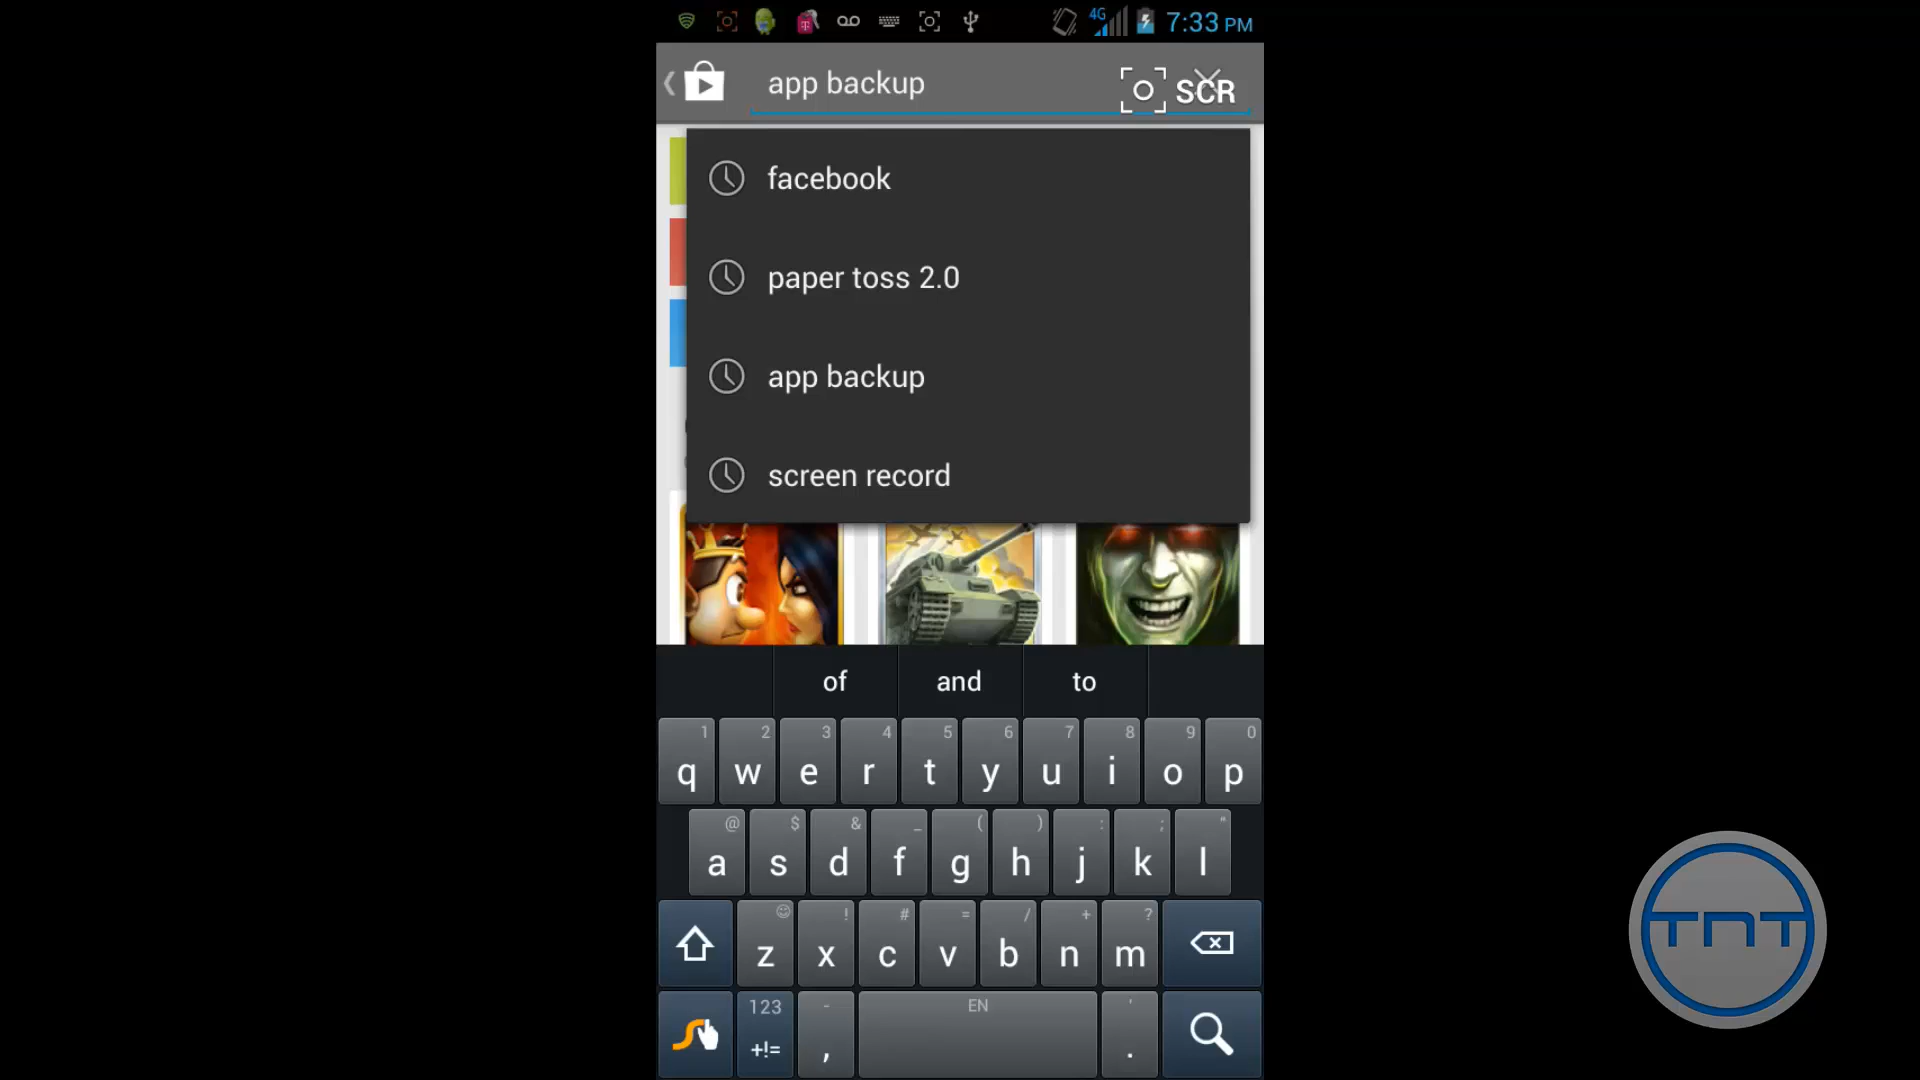 4G 7:33 PM
app backup SCR
facebook
paper toss 2.0
app backup
screen record
of and to
1 2 3 4 5 6 7 8 9 0
q w e r t y u i o p
@ $ & _ ( ) : ; "
a s d f g h j k l
! # = / + ?
z x c v b n m
123 - EN '
+!= , .
TNT